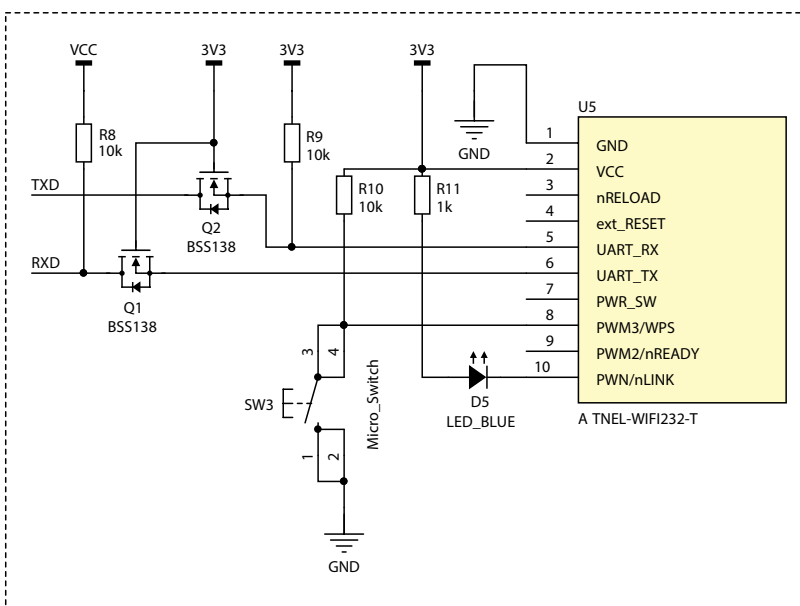 VCC
3V3
3V3
3V3
R8
10k
R9
10k
GND
U5
TXD
Q2
BSS138
R10
10k
R11
1k
RXD
Q1
BSS138
1 GND
2 VCC
3 nRELOAD
4 ext_RESET
5 UART_RX
6 UART_TX
7 PWR_SW
8 PWM3/WPS
9 PWM2/nREADY
10 PWN/nLINK
A TNEL-WIFI232-T
D5
LED_BLUE
3
4
SW3
Micro_Switch
1
2
GND